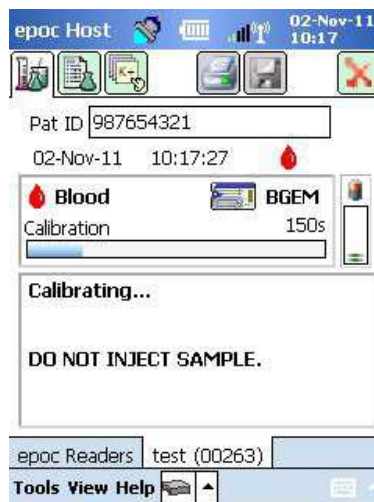 epoc Host 02-Nov-11
10:17
K+
Pat ID 987654321
02-Nov-11 10:17:27
Blood BGEM
Calibration 150s
Calibrating...
DO NOT INJECT SAMPLE.
epoc Readers test (00263)
Tools View Help